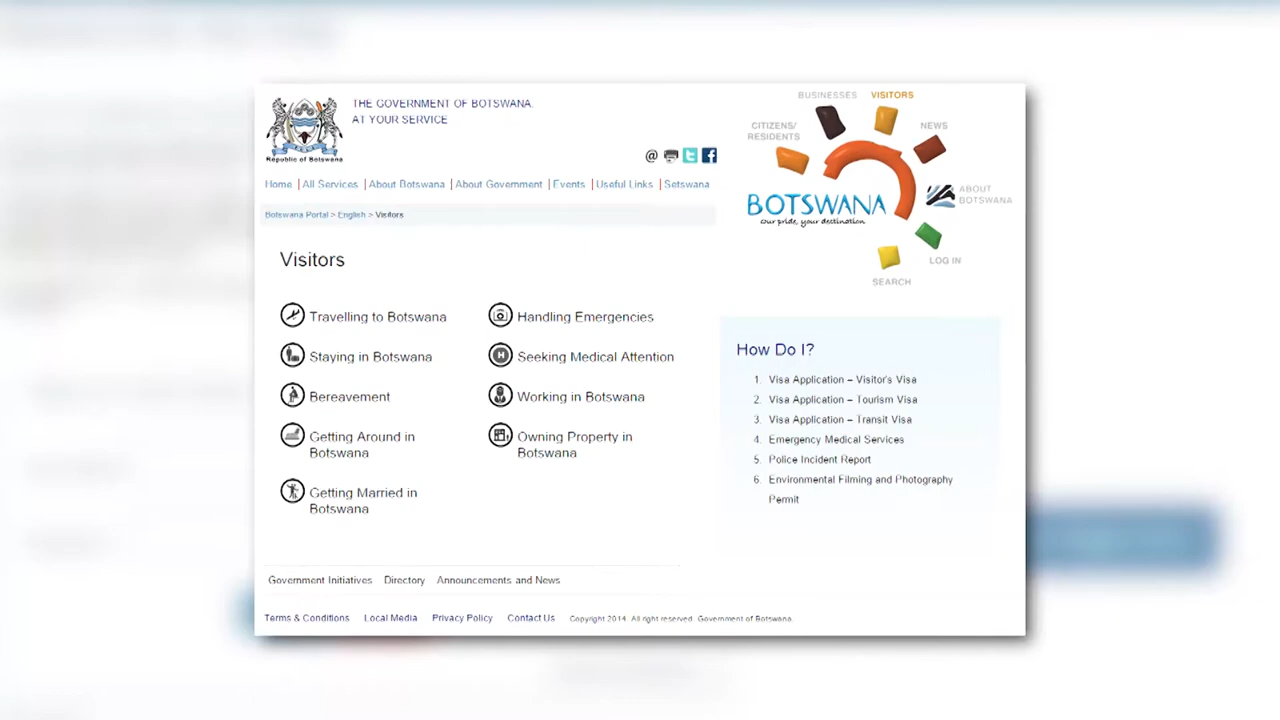 THE GOVERNMENT OF BOTSWANA.
AT YOUR SERVICE
Republic of Botswana
Home
All Services
About Botswana
About Government
Events
Useful Links
Setswana
Botswana Portal > English > Visitors
BUSINESSES
VISITORS
CITIZENS/
RESIDENTS
NEWS
ABOUT
BOTSWANA
LOG IN
SEARCH
BOTSWANA
Our pride, your destination
Visitors
Travelling to Botswana
Staying in Botswana
Bereavement
Getting Around in
Botswana
Getting Married in
Botswana
Handling Emergencies
Seeking Medical Attention
Working in Botswana
Owning Property in
Botswana
How Do I?
1. Visa Application – Visitor's Visa
2. Visa Application – Tourism Visa
3. Visa Application – Transit Visa
4. Emergency Medical Services
5. Police Incident Report
6. Environmental Filming and Photography
Permit
Government Initiatives
Directory
Announcements and News
Terms & Conditions
Local Media
Privacy Policy
Contact Us
Copyright 2014. All right reserved. Government of Botswana.